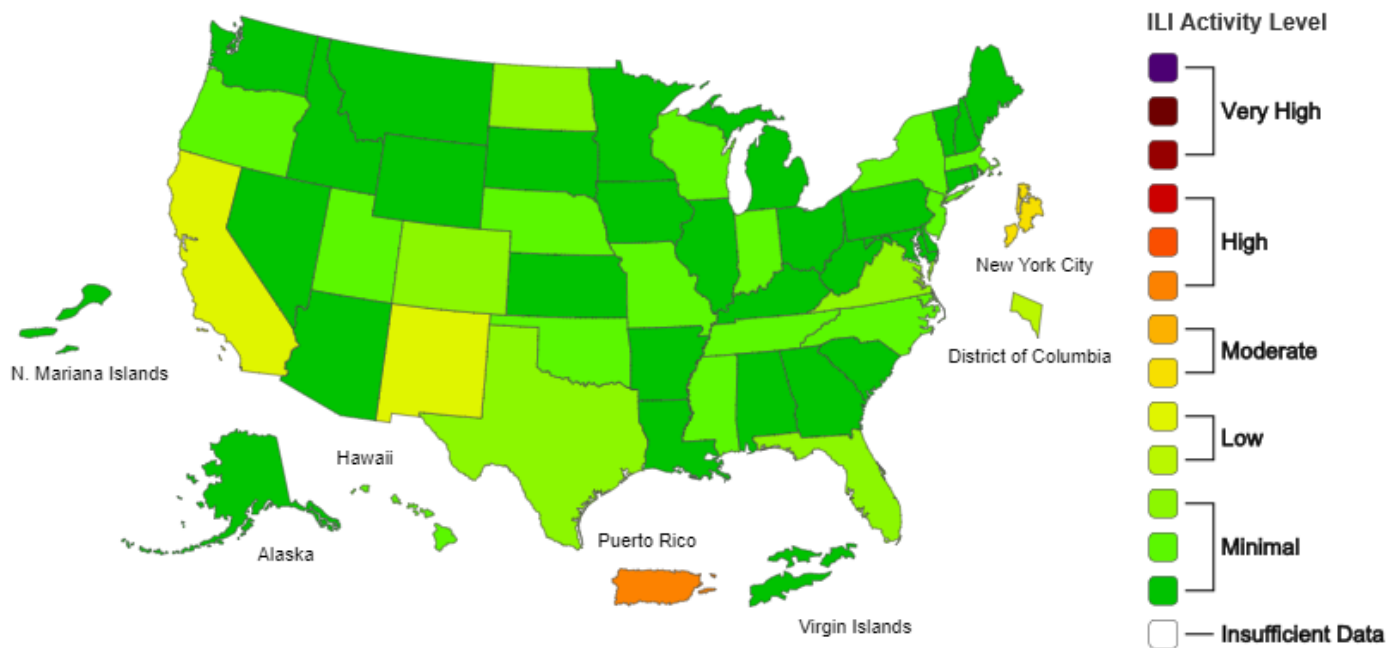 ILI Activity Level
Very High
High
Moderate
Low
Minimal
Insufficient Data
New York City
District of Columbia
N. Mariana Islands
Hawaii
Alaska
Puerto Rico
Virgin Islands